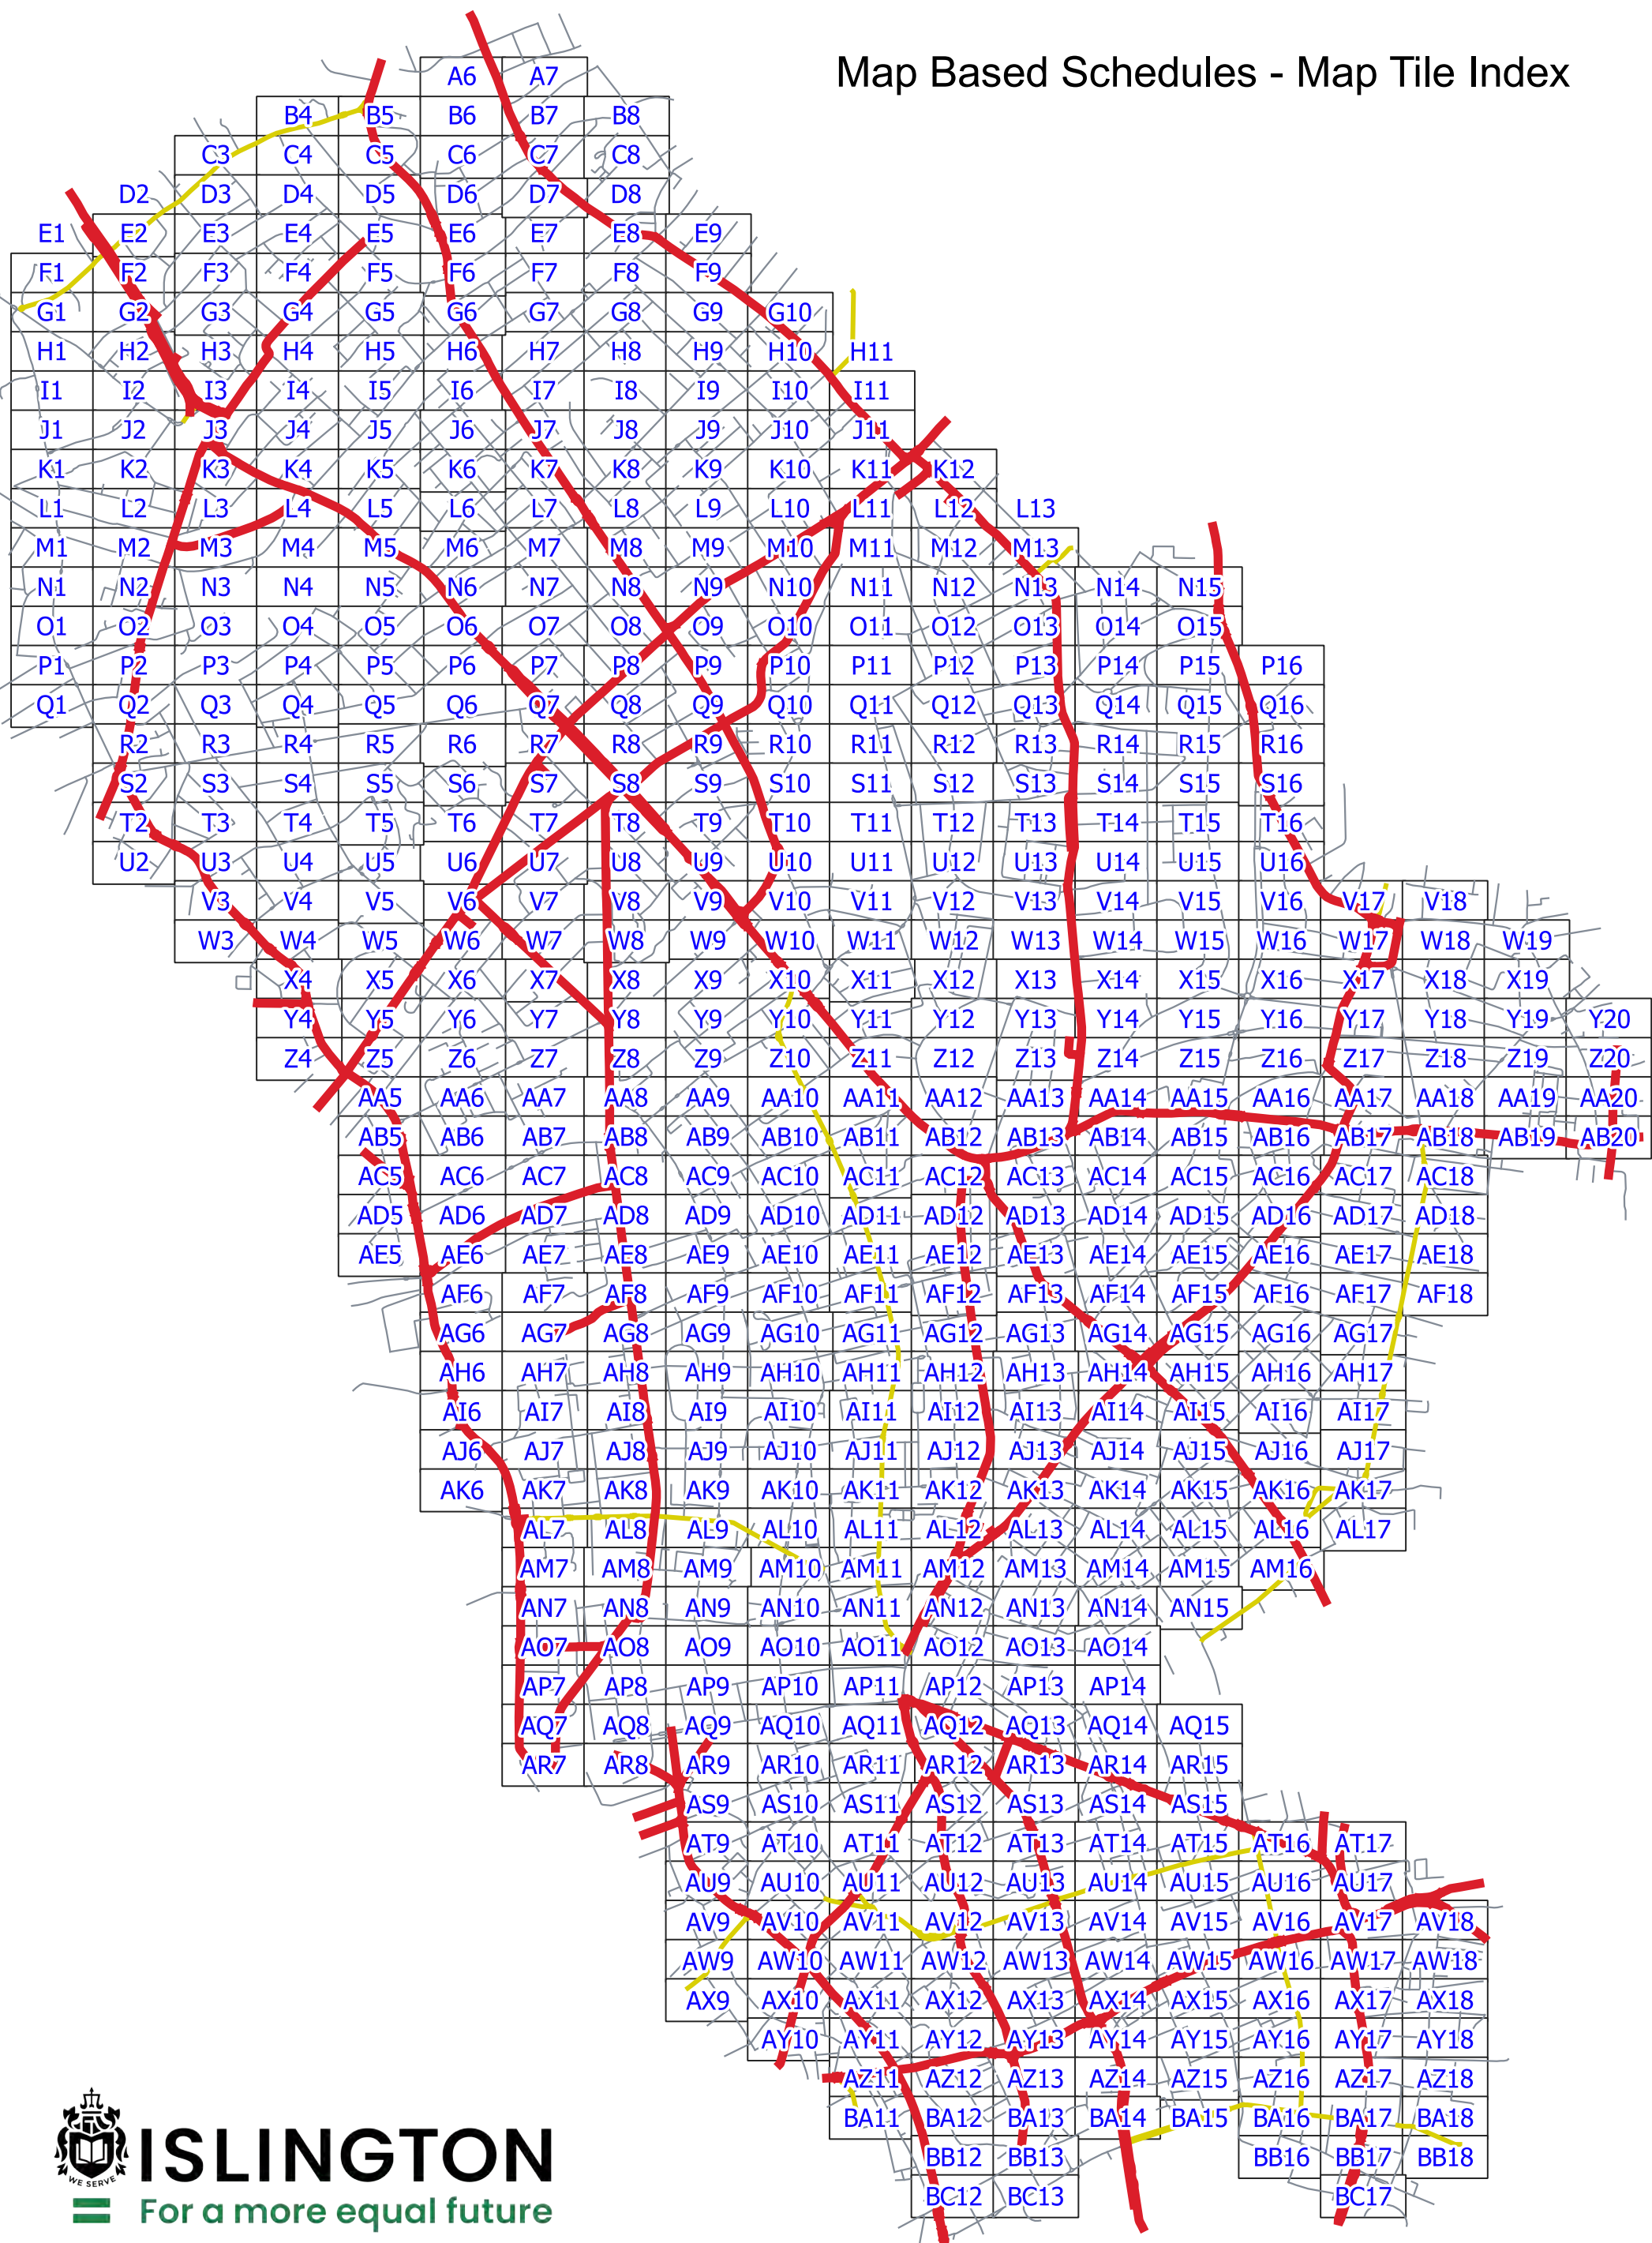 Map Based Schedules - Map Tile Index
A6 A7
B4 B5 B6 B7 B8
C3 C4 C5 C6 C7 C8
D2 D3 D4 D5 D6 D7 D8
E1 E2 E3 E4 E5 E6 E7 E8 E9
F1 F2 F3 F4 F5 F6 F7 F8 F9
G1 G2 G3 G4 G5 G6 G7 G8 G9 G10
H1 H2 H3 H4 H5 H6 H7 H8 H9 H10 H11
I1 I2 I3 I4 I5 I6 I7 I8 I9 I10 I11
J1 J2 J3 J4 J5 J6 J7 J8 J9 J10 J11
K1 K2 K3 K4 K5 K6 K7 K8 K9 K10 K11 K12
L1 L2 L3 L4 L5 L6 L7 L8 L9 L10 L11 L12 L13
M1 M2 M3 M4 M5 M6 M7 M8 M9 M10 M11 M12 M13
N1 N2 N3 N4 N5 N6 N7 N8 N9 N10 N11 N12 N13 N14 N15
O1 O2 O3 O4 O5 O6 O7 O8 O9 O10 O11 O12 O13 O14 O15
P1 P2 P3 P4 P5 P6 P7 P8 P9 P10 P11 P12 P13 P14 P15 P16
Q1 Q2 Q3 Q4 Q5 Q6 Q7 Q8 Q9 Q10 Q11 Q12 Q13 Q14 Q15 Q16
R2 R3 R4 R5 R6 R7 R8 R9 R10 R11 R12 R13 R14 R15 R16
S2 S3 S4 S5 S6 S7 S8 S9 S10 S11 S12 S13 S14 S15 S16
T2 T3 T4 T5 T6 T7 T8 T9 T10 T11 T12 T13 T14 T15 T16
U2 U3 U4 U5 U6 U7 U8 U9 U10 U11 U12 U13 U14 U15 U16
V3 V4 V5 V6 V7 V8 V9 V10 V11 V12 V13 V14 V15 V16 V17 V18
W3 W4 W5 W6 W7 W8 W9 W10 W11 W12 W13 W14 W15 W16 W17 W18 W19
X4 X5 X6 X7 X8 X9 X10 X11 X12 X13 X14 X15 X16 X17 X18 X19
Y4 Y5 Y6 Y7 Y8 Y9 Y10 Y11 Y12 Y13 Y14 Y15 Y16 Y17 Y18 Y19 Y20
Z4 Z5 Z6 Z7 Z8 Z9 Z10 Z11 Z12 Z13 Z14 Z15 Z16 Z17 Z18 Z19 Z20
AA5 AA6 AA7 AA8 AA9 AA10 AA11 AA12 AA13 AA14 AA15 AA16 AA17 AA18 AA19 AA20
AB5 AB6 AB7 AB8 AB9 AB10 AB11 AB12 AB13 AB14 AB15 AB16 AB17 AB18 AB19 AB20
AC5 AC6 AC7 AC8 AC9 AC10 AC11 AC12 AC13 AC14 AC15 AC16 AC17 AC18
AD5 AD6 AD7 AD8 AD9 AD10 AD11 AD12 AD13 AD14 AD15 AD16 AD17 AD18
AE5 AE6 AE7 AE8 AE9 AE10 AE11 AE12 AE13 AE14 AE15 AE16 AE17 AE18
AF6 AF7 AF8 AF9 AF10 AF11 AF12 AF13 AF14 AF15 AF16 AF17 AF18
AG6 AG7 AG8 AG9 AG10 AG11 AG12 AG13 AG14 AG15 AG16 AG17
AH6 AH7 AH8 AH9 AH10 AH11 AH12 AH13 AH14 AH15 AH16 AH17
AI6 AI7 AI8 AI9 AI10 AI11 AI12 AI13 AI14 AI15 AI16 AI17
AJ6 AJ7 AJ8 AJ9 AJ10 AJ11 AJ12 AJ13 AJ14 AJ15 AJ16 AJ17
AK6 AK7 AK8 AK9 AK10 AK11 AK12 AK13 AK14 AK15 AK16 AK17
AL7 AL8 AL9 AL10 AL11 AL12 AL13 AL14 AL15 AL16 AL17
AM7 AM8 AM9 AM10 AM11 AM12 AM13 AM14 AM15 AM16
AN7 AN8 AN9 AN10 AN11 AN12 AN13 AN14 AN15
AO7 AO8 AO9 AO10 AO11 AO12 AO13 AO14
AP7 AP8 AP9 AP10 AP11 AP12 AP13 AP14
AQ7 AQ8 AQ9 AQ10 AQ11 AQ12 AQ13 AQ14 AQ15
AR7 AR8 AR9 AR10 AR11 AR12 AR13 AR14 AR15
AS9 AS10 AS11 AS12 AS13 AS14 AS15
AT9 AT10 AT11 AT12 AT13 AT14 AT15 AT16 AT17
AU9 AU10 AU11 AU12 AU13 AU14 AU15 AU16 AU17
AV9 AV10 AV11 AV12 AV13 AV14 AV15 AV16 AV17 AV18
AW9 AW10 AW11 AW12 AW13 AW14 AW15 AW16 AW17 AW18
AX9 AX10 AX11 AX12 AX13 AX14 AX15 AX16 AX17 AX18
AY10 AY11 AY12 AY13 AY14 AY15 AY16 AY17 AY18
AZ11 AZ12 AZ13 AZ14 AZ15 AZ16 AZ17 AZ18
BA11 BA12 BA13 BA14 BA15 BA16 BA17 BA18
BB12 BB13 BB16 BB17 BB18
BC12 BC13 BC17
WE SERVE
ISLINGTON
For a more equal future